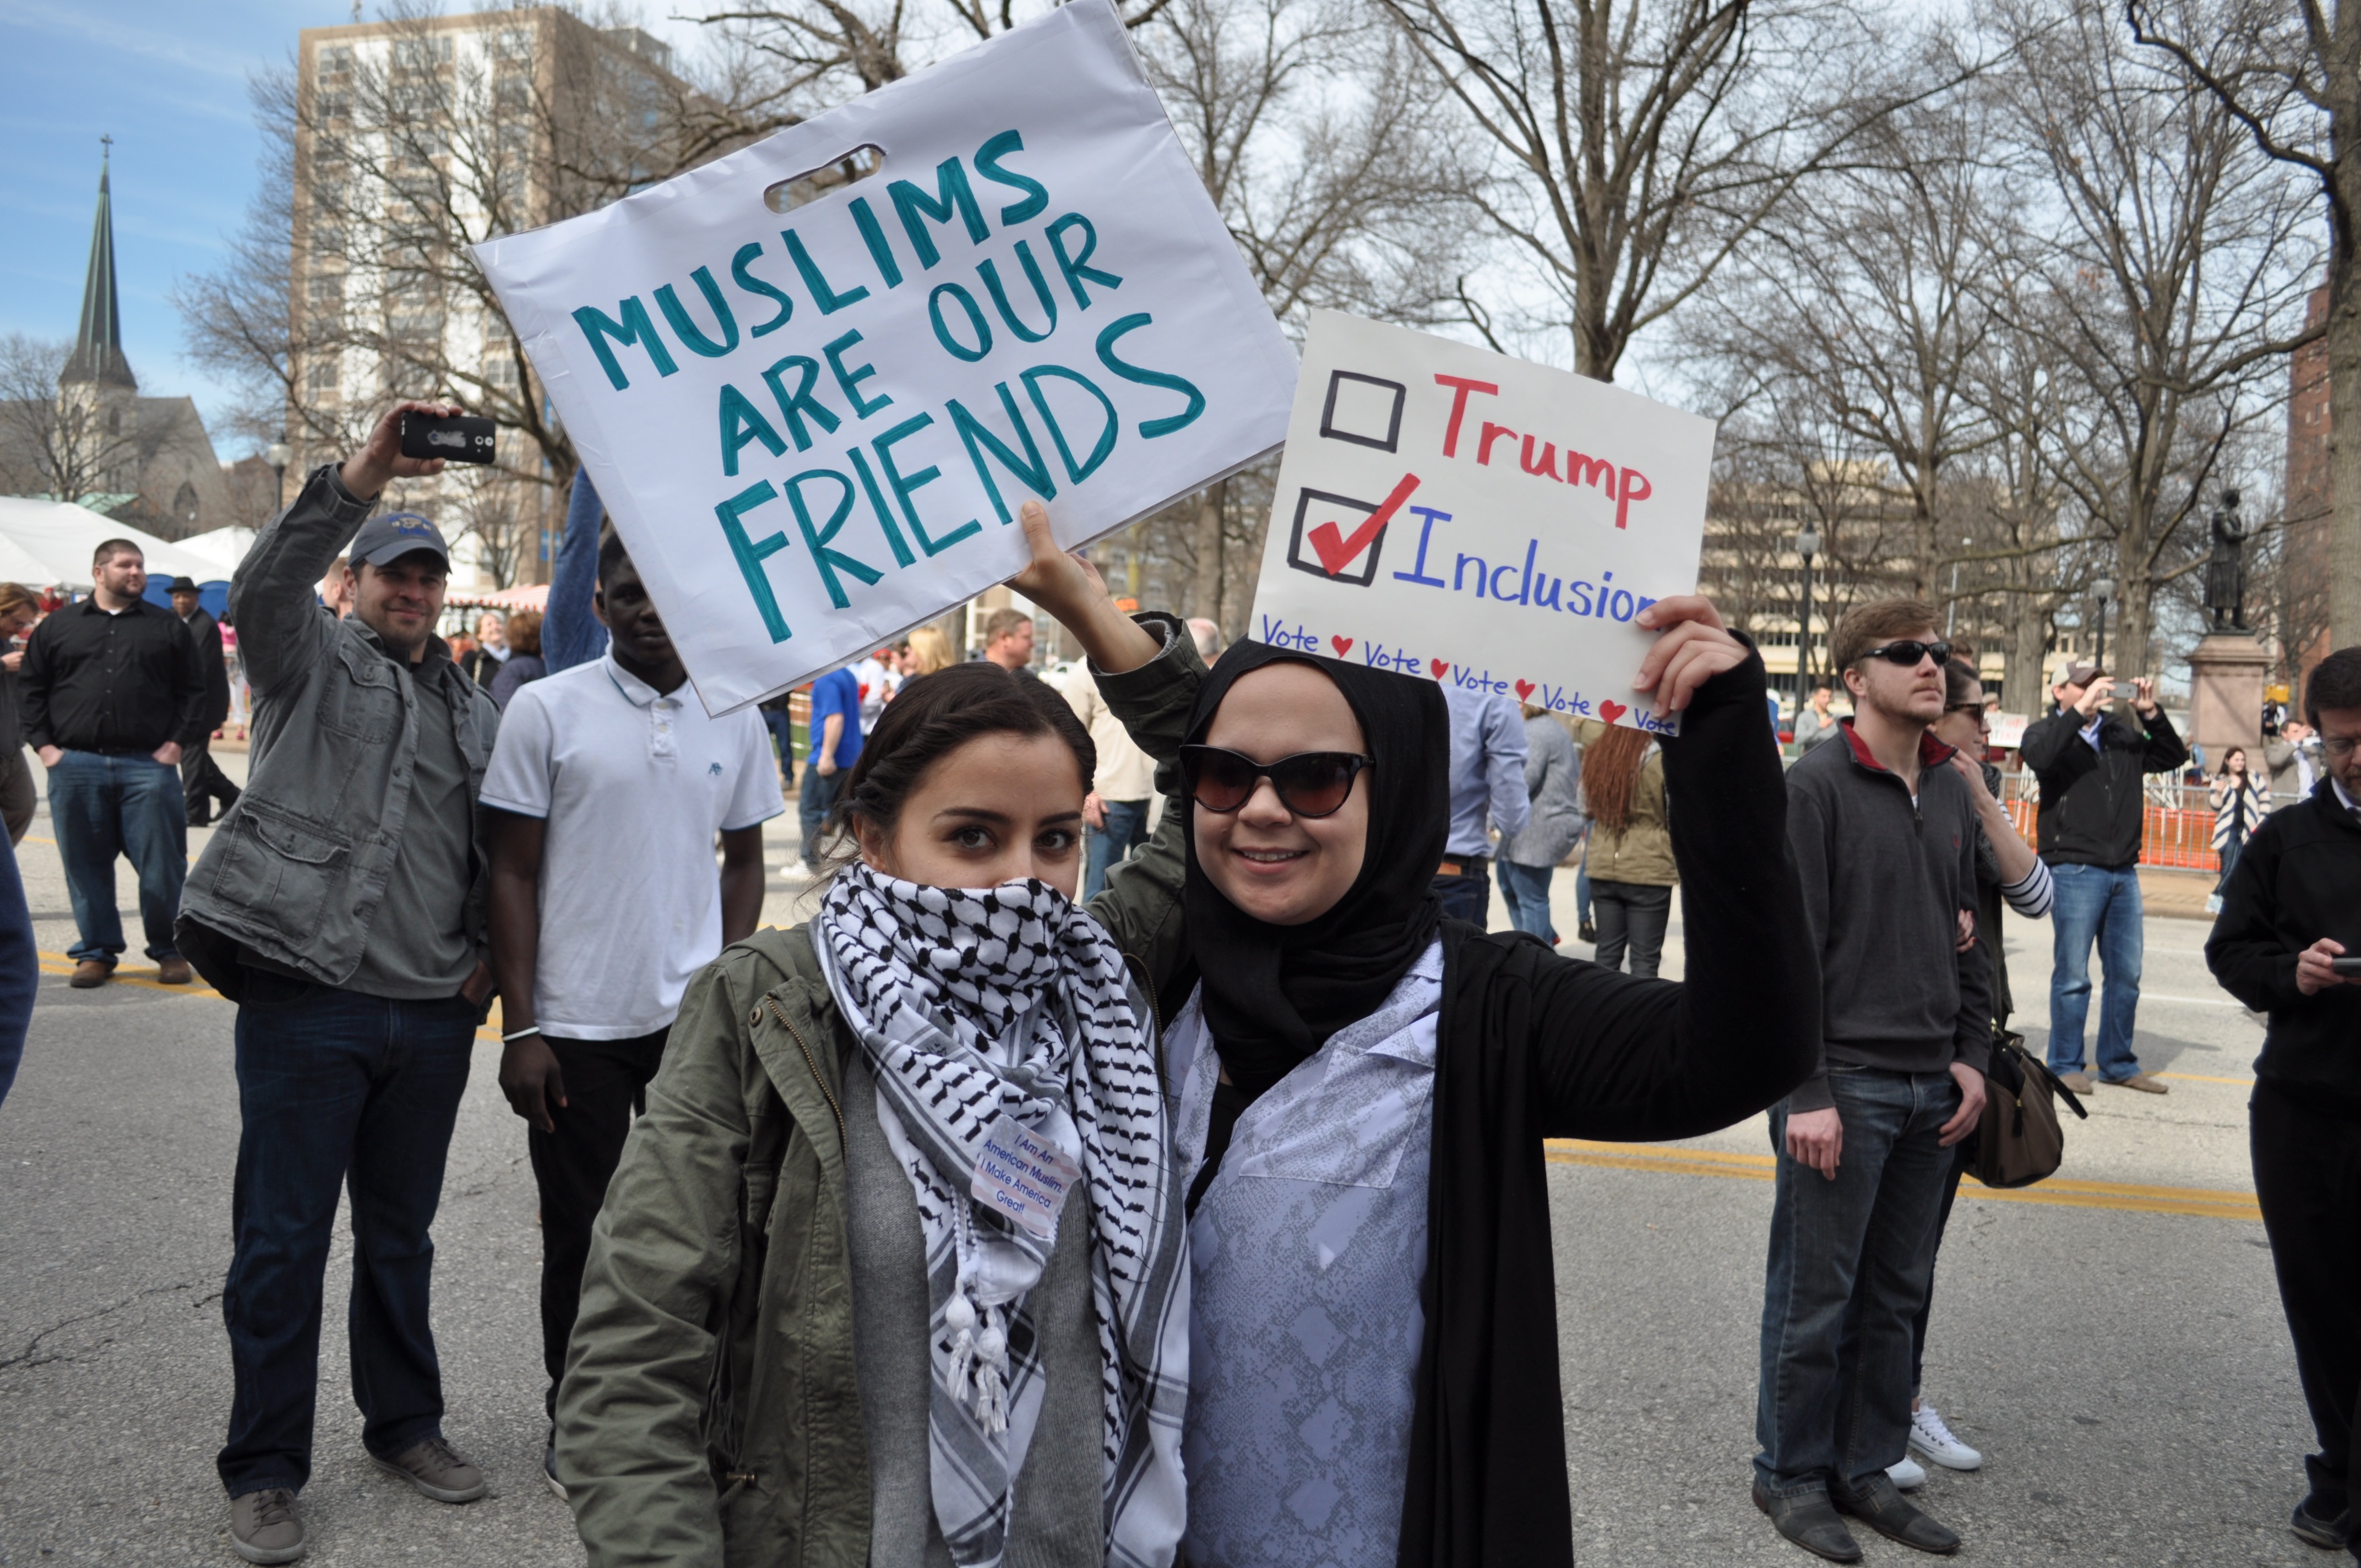 MUSLIMS
ARE OUR
FRIENDS
Trump
Inclusion
Vote ♥ Vote ♥ Vote ♥ Vote ♥ Vote
I Am An
American Muslim.
I Make America
Great!